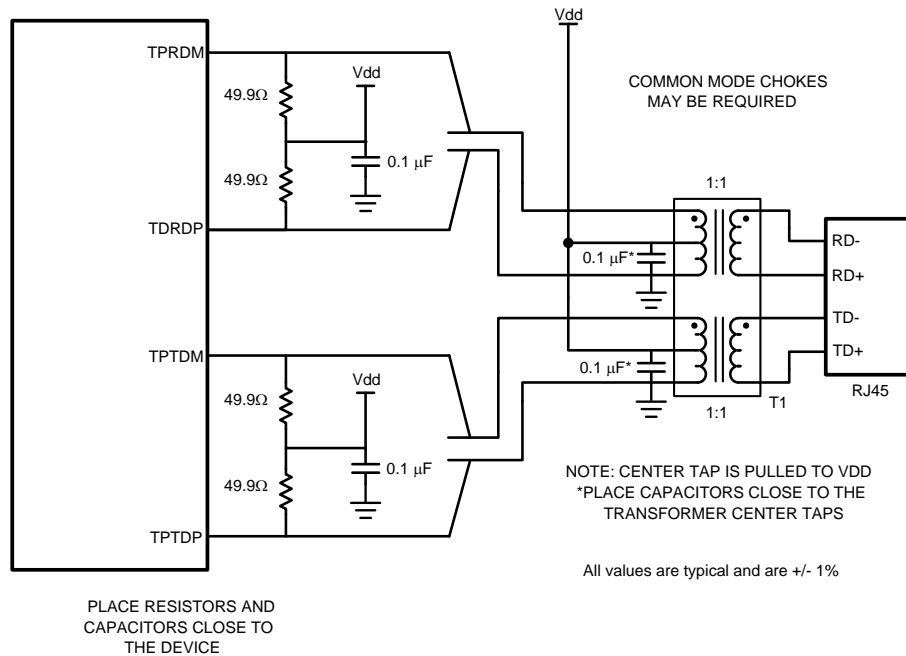 Vdd
TPRDM
49.9Ω
Vdd
0.1 μF
49.9Ω
TDRDP
COMMON MODE CHOKES
MAY BE REQUIRED
1:1
RD-
0.1 μF*
RD+
TD-
TD+
TPTDM
0.1 μF*
RJ45
T1
1:1
49.9Ω
Vdd
0.1 μF
49.9Ω
TPTDP
NOTE: CENTER TAP IS PULLED TO VDD
*PLACE CAPACITORS CLOSE TO THE
TRANSFORMER CENTER TAPS
All values are typical and are +/- 1%
PLACE RESISTORS AND
CAPACITORS CLOSE TO
THE DEVICE